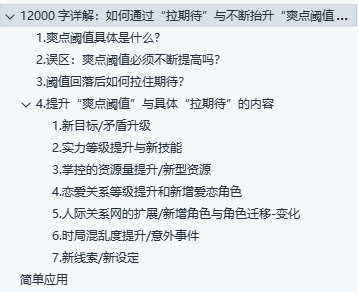 12000 字详解：如何通过“拉期待”与不断抬升“爽点阈值 ...
1.爽点阈值具体是什么？
2.误区：爽点阈值必须不断提高吗？
3.阈值回落后如何拉住期待？
4.提升“爽点阈值”与具体“拉期待”的内容
1.新目标/矛盾升级
2.实力等级提升与新技能
3.掌控的资源量提升/新型资源
4.恋爱关系等级提升和新增爱恋角色
5.人际关系网的扩展/新增角色与角色迁移-变化
6.时局混乱度提升/意外事件
7.新线索/新设定
简单应用